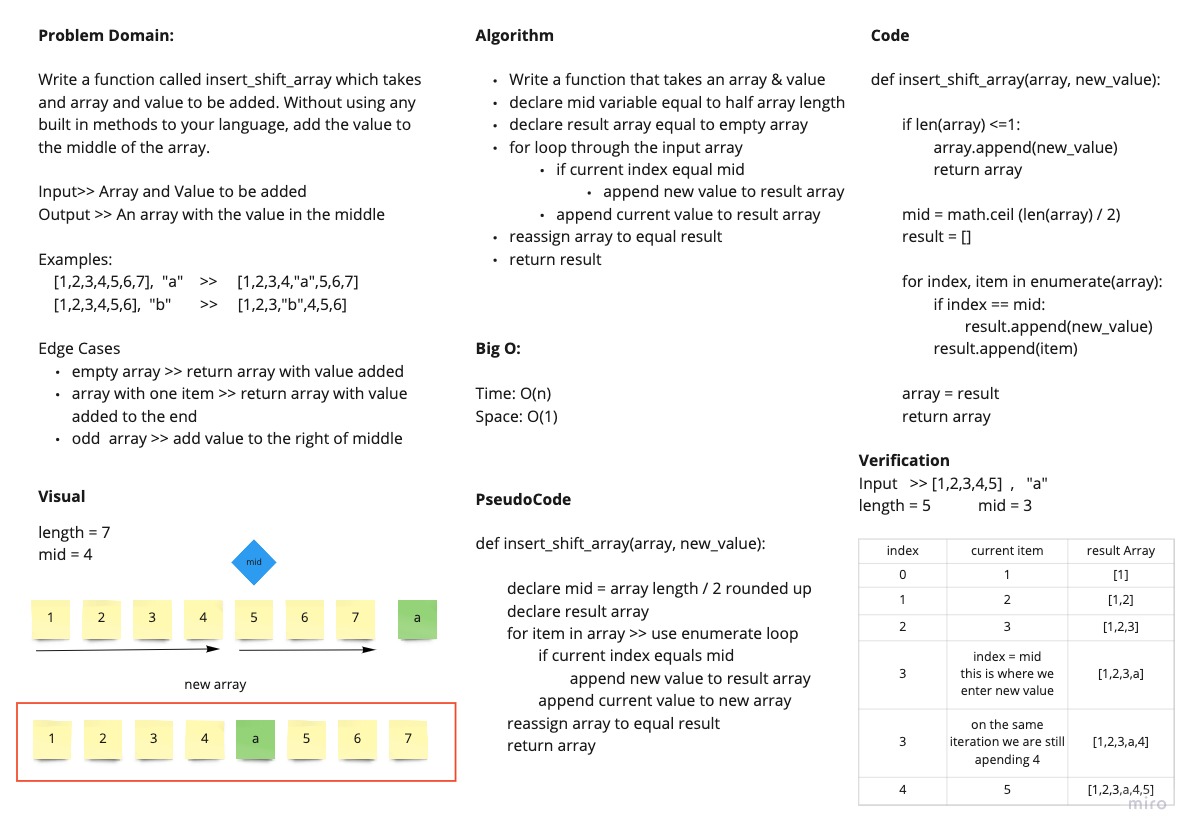 Problem Domain:
Write a function called insert_shift_array which takes
and array and value to be added. Without using any
built in methods to your language, add the value to
the middle of the array.
Input>> Array and Value to be added
Output >> An array with the value in the middle
Examples:
[1,2,3,4,5,6,7], "a" >> [1,2,3,4,"a",5,6,7]
[1,2,3,4,5,6], "b" >> [1,2,3,"b",4,5,6]
Edge Cases
• empty array >> return array with value added
• array with one item >> return array with value
added to the end
• odd array >> add value to the right of middle
Visual
length = 7
mid = 4
mid
1 2 3 4 5 6 7 a
new array
1 2 3 4 a 5 6 7
Algorithm
• Write a function that takes an array & value
• declare mid variable equal to half array length
• declare result array equal to empty array
• for loop through the input array
• if current index equal mid
• append new value to result array
• append current value to result array
• reassign array to equal result
• return result
Big O:
Time: O(n)
Space: O(1)
PseudoCode
def insert_shift_array(array, new_value):
declare mid = array length / 2 rounded up
declare result array
for item in array >> use enumerate loop
if current index equals mid
append new value to result array
append current value to new array
reassign array to equal result
return array
Code
def insert_shift_array(array, new_value):
if len(array) <=1:
array.append(new_value)
return array
mid = math.ceil (len(array) / 2)
result = []
for index, item in enumerate(array):
if index == mid:
result.append(new_value)
result.append(item)
array = result
return array
Verification
Input >> [1,2,3,4,5] , "a"
length = 5 mid = 3
index current item result Array
0 1 [1]
1 2 [1,2]
2 3 [1,2,3]
3 index = mid
this is where we
enter new value [1,2,3,a]
3 on the same
iteration we are still
apending 4 [1,2,3,a,4]
4 5 [1,2,3,a,4,5]
miro